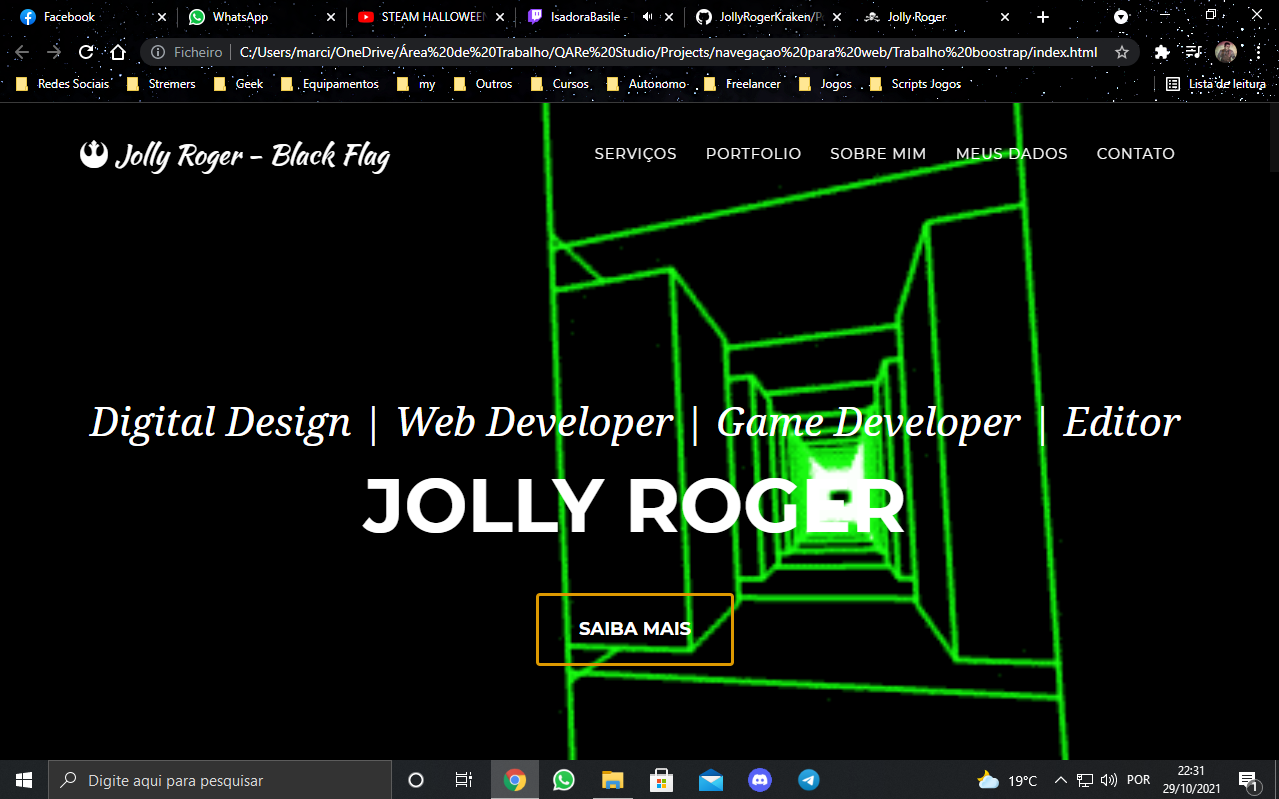 Facebook
WhatsApp
STEAM HALLOWEEN
IsadoraBasile -
JollyRogerKraken/P
Jolly Roger
Ficheiro
C:/Users/marci/OneDrive/Área%20de%20Trabalho/QARe%20Studio/Projects/navegaçao%20para%20web/Trabalho%20boostrap/index.html
Redes Sociais
Stremers
Geek
Equipamentos
my
Outros
Cursos
Autonomo
Freelancer
Jogos
Scripts Jogos
Lista de leitura
Jolly Roger - Black Flag
SERVIÇOS
PORTFOLIO
SOBRE MIM
MEUS DADOS
CONTATO
Digital Design | Web Developer | Game Developer | Editor
JOLLY ROGER
SAIBA MAIS
Digite aqui para pesquisar
19°C
POR
22:31
29/10/2021
1